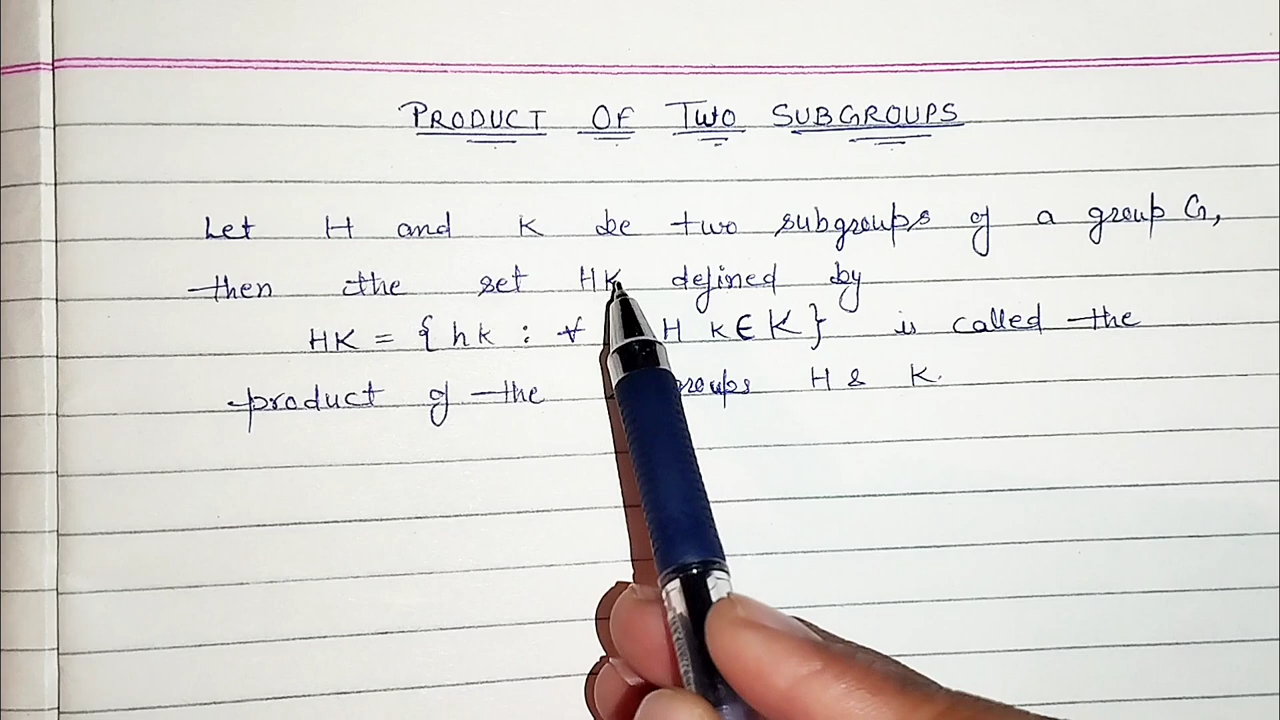 PRODUCT OF TWO SUBGROUPS
Let H and K be two subgroups of a group G,
then the set HK defined by
HK = { hk : ∀ H k ∈ K } is called the
product of the groups H & K.